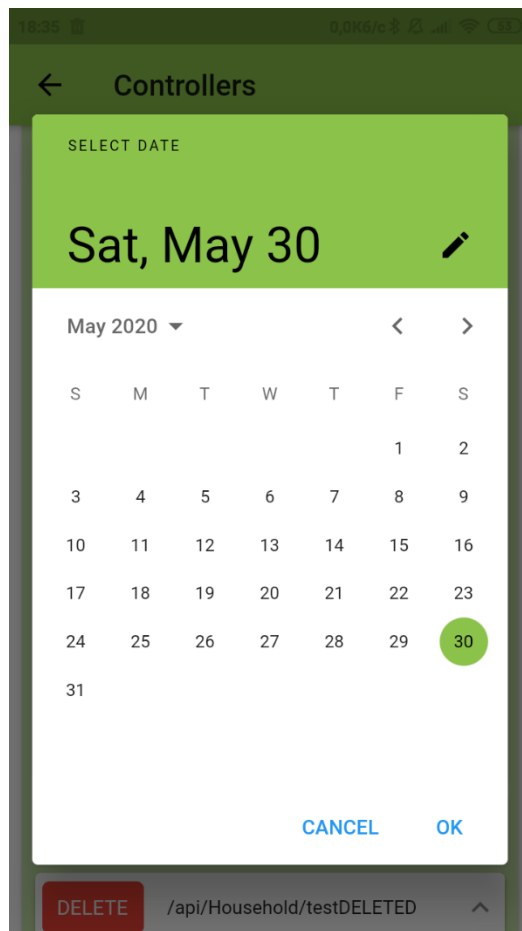 18:35 0,0Кб/с 53
Controllers
SELECT DATE
Sat, May 30
May 2020
S M T W T F S
1 2
3 4 5 6 7 8 9
10 11 12 13 14 15 16
17 18 19 20 21 22 23
24 25 26 27 28 29 30
31
CANCEL OK
DELETE /api/Household/testDELETED